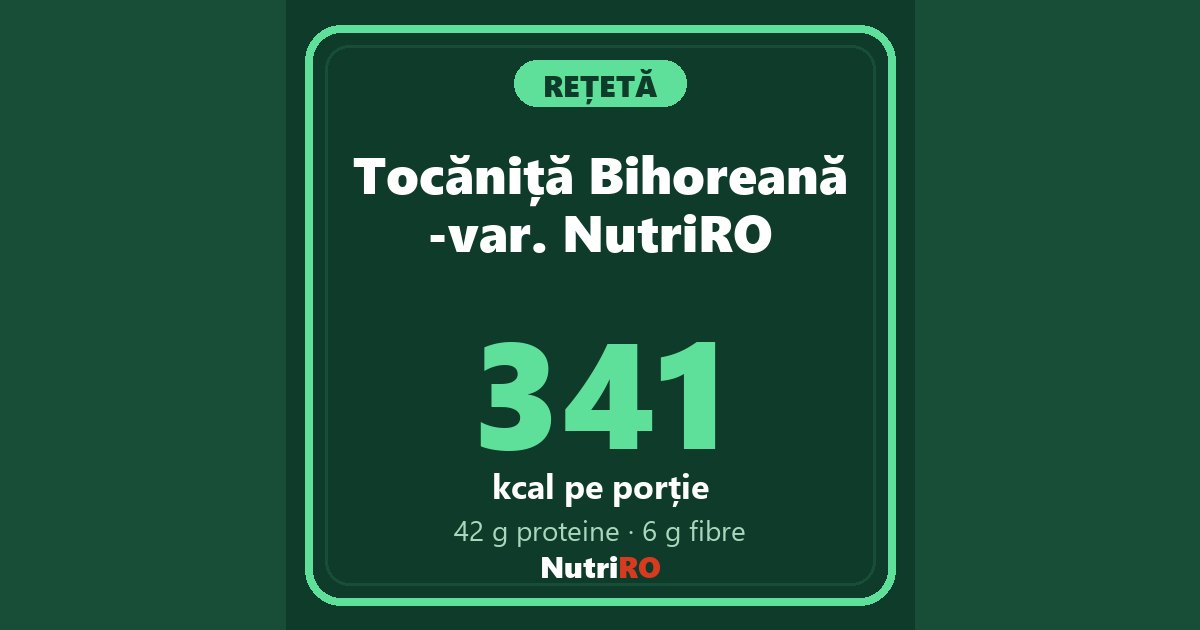 REȚETĂ
Tocăniță Bihoreană
-var. NutriRO
341
kcal pe porție
42 g proteine · 6 g fibre
NutriRO